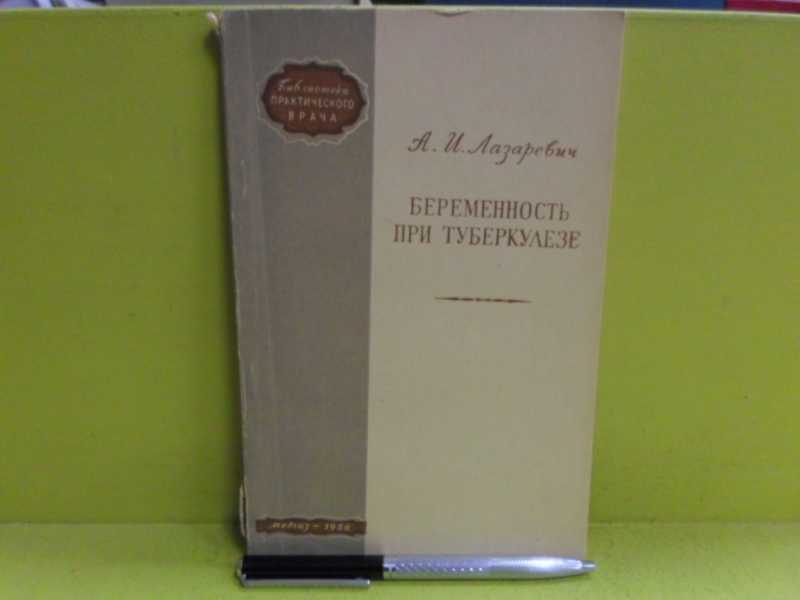 Библиотека
ПРАКТИЧЕСКОГО
ВРАЧА
А. И. Лазаревич
БЕРЕМЕННОСТЬ
ПРИ ТУБЕРКУЛЕЗЕ
Медгиз - 1956